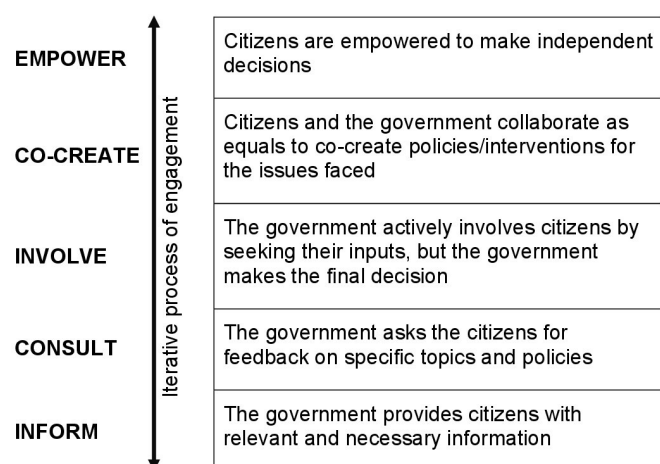 EMPOWER
Citizens are empowered to make independent
decisions
CO-CREATE
Citizens and the government collaborate as
equals to co-create policies/interventions for
the issues faced
INVOLVE
The government actively involves citizens by
seeking their inputs, but the government
makes the final decision
CONSULT
The government asks the citizens for
feedback on specific topics and policies
INFORM
The government provides citizens with
relevant and necessary information
Iterative process of engagement